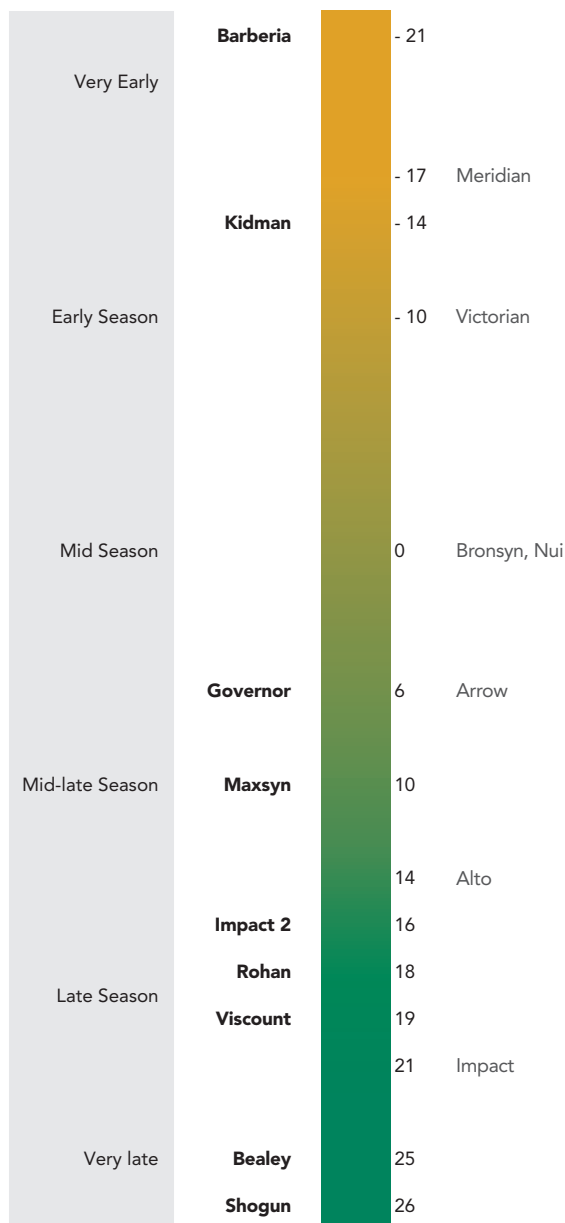 Barberia - 21
Very Early
- 17 Meridian
Kidman - 14
Early Season - 10 Victorian
Mid Season 0 Bronsyn, Nui
Governor 6 Arrow
Mid-late Season Maxsyn 10
14 Alto
Impact 2 16
Rohan 18
Late Season
Viscount 19
21 Impact
Very late Bealey 25
Shogun 26